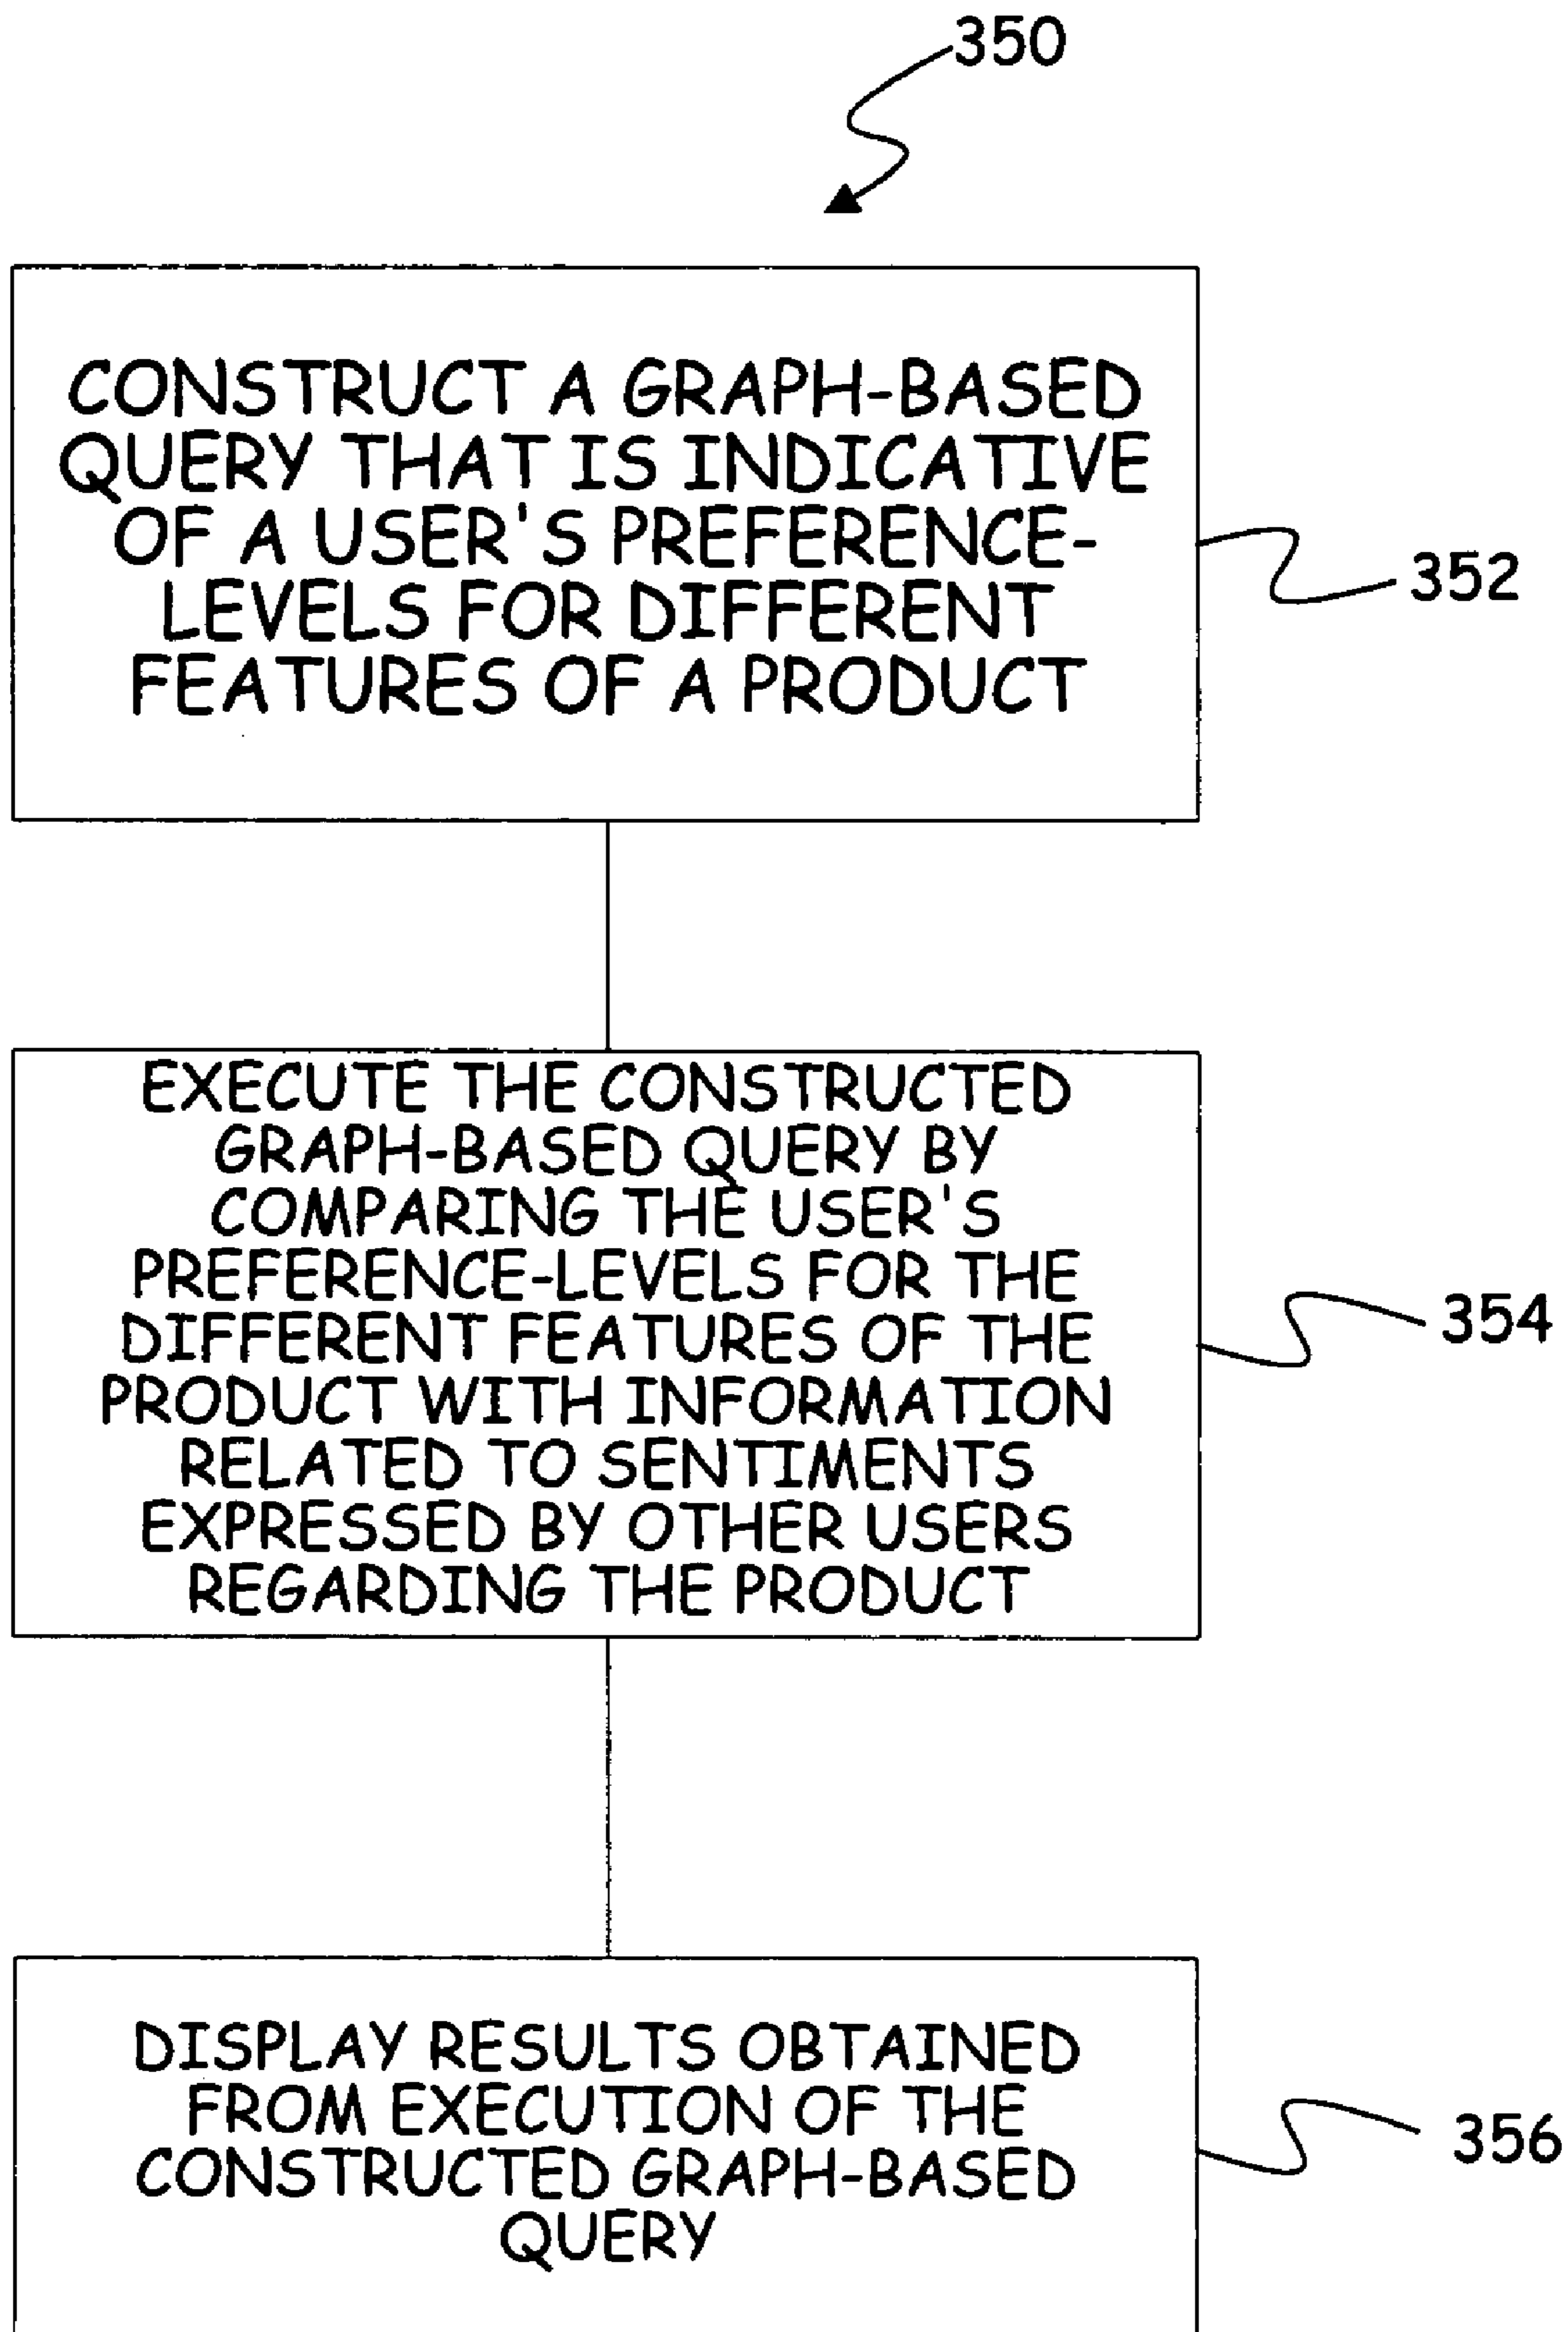 350
CONSTRUCT A GRAPH-BASED
QUERY THAT IS INDICATIVE
OF A USER'S PREFERENCE-
LEVELS FOR DIFFERENT
FEATURES OF A PRODUCT
352
EXECUTE THE CONSTRUCTED
GRAPH-BASED QUERY BY
COMPARING THE USER'S
PREFERENCE-LEVELS FOR THE
DIFFERENT FEATURES OF THE
PRODUCT WITH INFORMATION
RELATED TO SENTIMENTS
EXPRESSED BY OTHER USERS
REGARDING THE PRODUCT
354
DISPLAY RESULTS OBTAINED
FROM EXECUTION OF THE
CONSTRUCTED GRAPH-BASED
QUERY
356